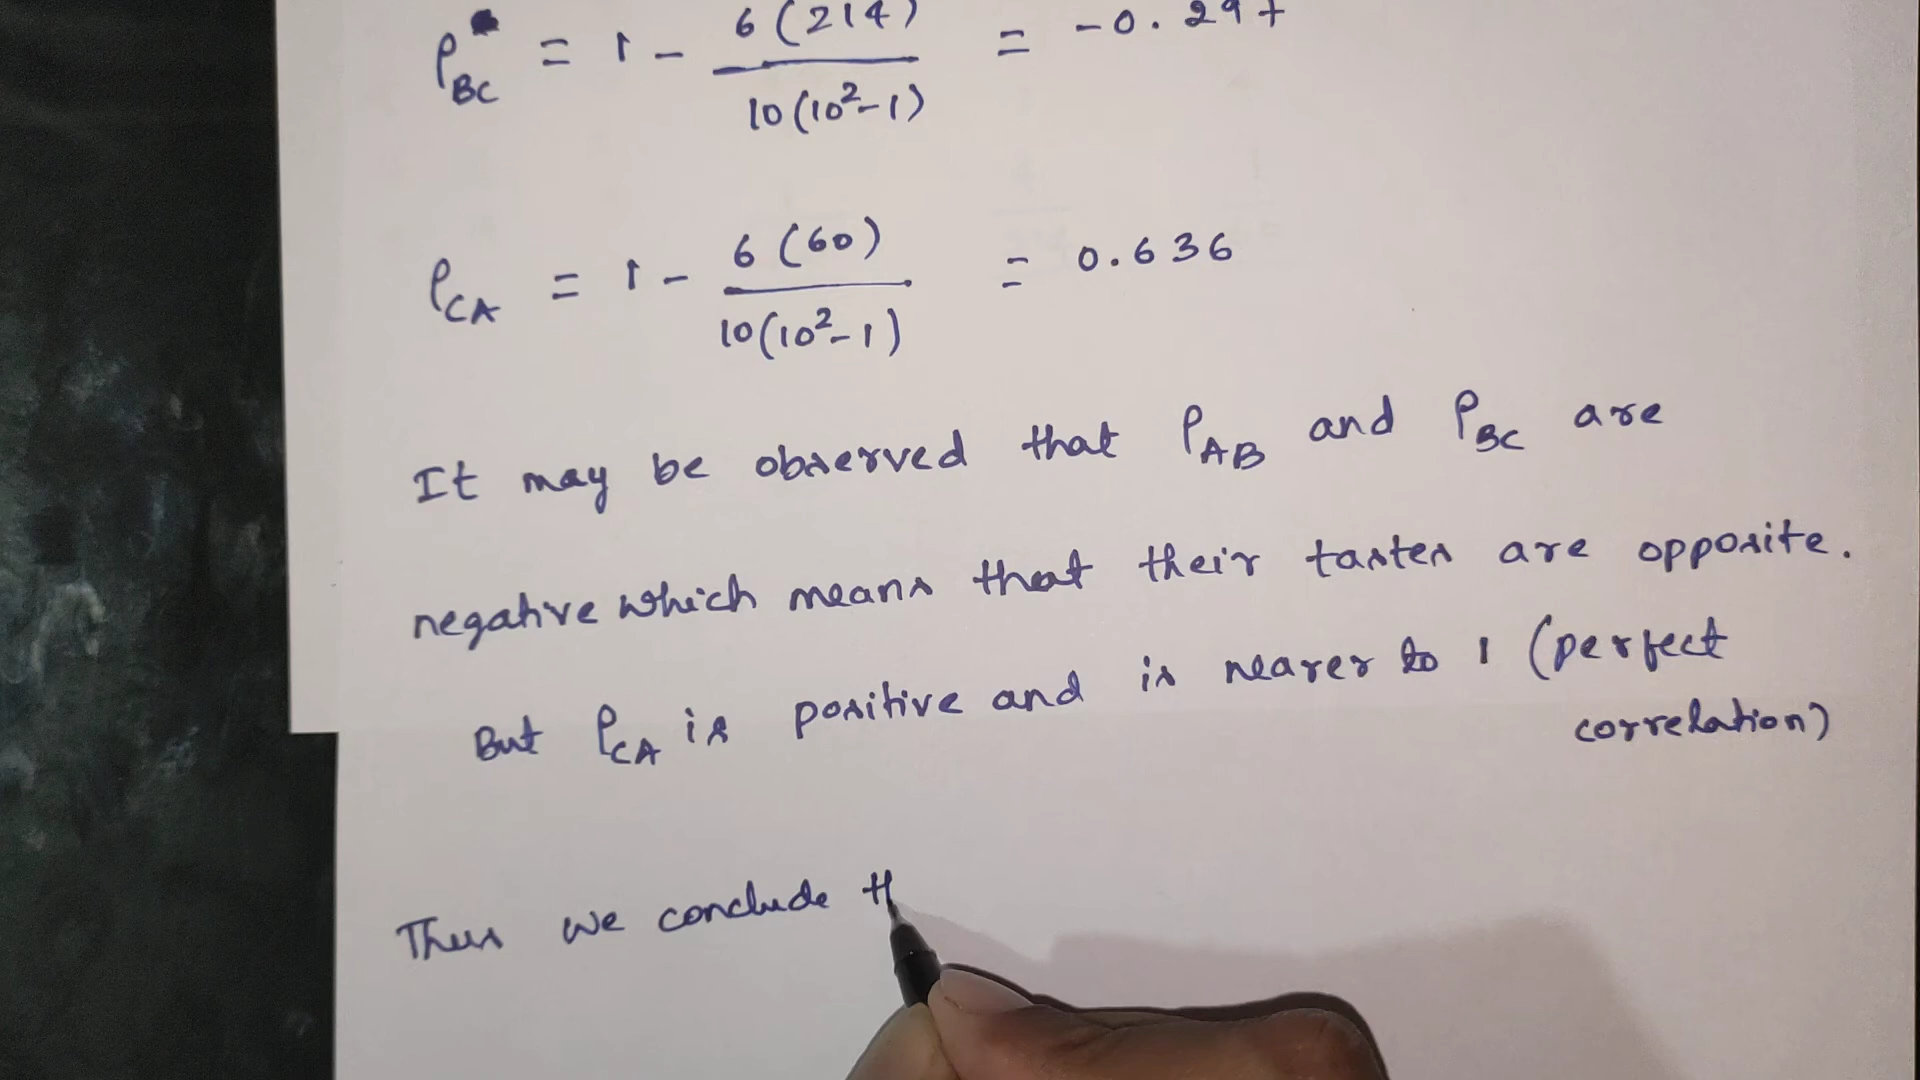 ρBC = 1 - 6(214) / 10(10²-1) = -0.297
ρCA = 1 - 6(60) / 10(10²-1) = 0.636
It may be observed that ρAB and ρBC are
negative which means that their tastes are opposite.
But ρCA is positive and is nearer to 1 (perfect
correlation)
Thus we conclude th